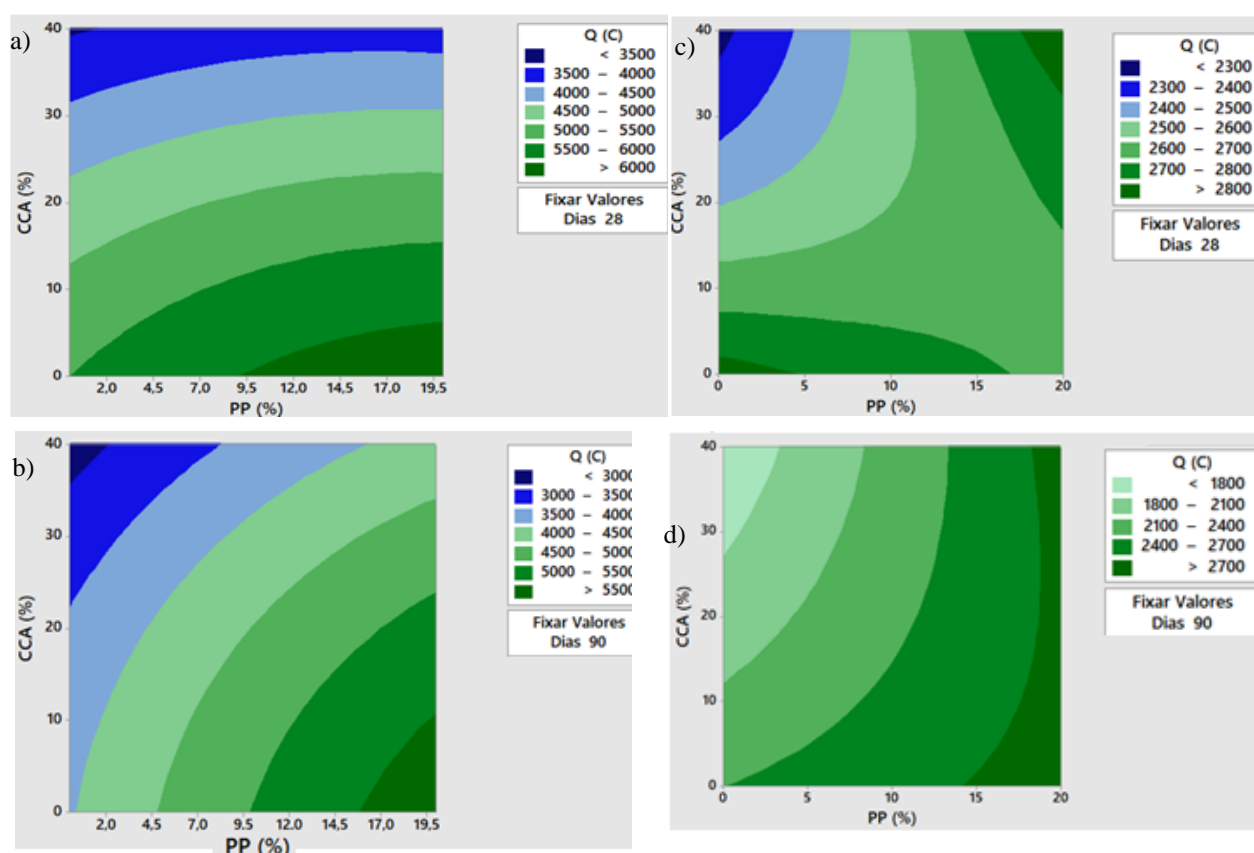 a)
40
30
20
10
0
CCA (%)
2,0 4,5 7,0 9,5 12,0 14,5 17,0 19,5
PP (%)
Q (C)
< 3500
3500 – 4000
4000 – 4500
4500 – 5000
5000 – 5500
5500 – 6000
> 6000
Fixar Valores
Dias 28
c)
40
30
20
10
0
CCA (%)
0 5 10 15 20
PP (%)
Q (C)
< 2300
2300 – 2400
2400 – 2500
2500 – 2600
2600 – 2700
2700 – 2800
> 2800
Fixar Valores
Dias 28
b)
40
30
20
10
0
CCA (%)
2,0 4,5 7,0 9,5 12.0 14,5 17,0 19,5
PP (%)
Q (C)
< 3000
3000 – 3500
3500 – 4000
4000 – 4500
4500 – 5000
5000 – 5500
> 5500
Fixar Valores
Dias 90
d)
40
30
20
10
0
CCA (%)
0 5 10 15 20
PP (%)
Q (C)
< 1800
1800 – 2100
2100 – 2400
2400 – 2700
> 2700
Fixar Valores
Dias 90